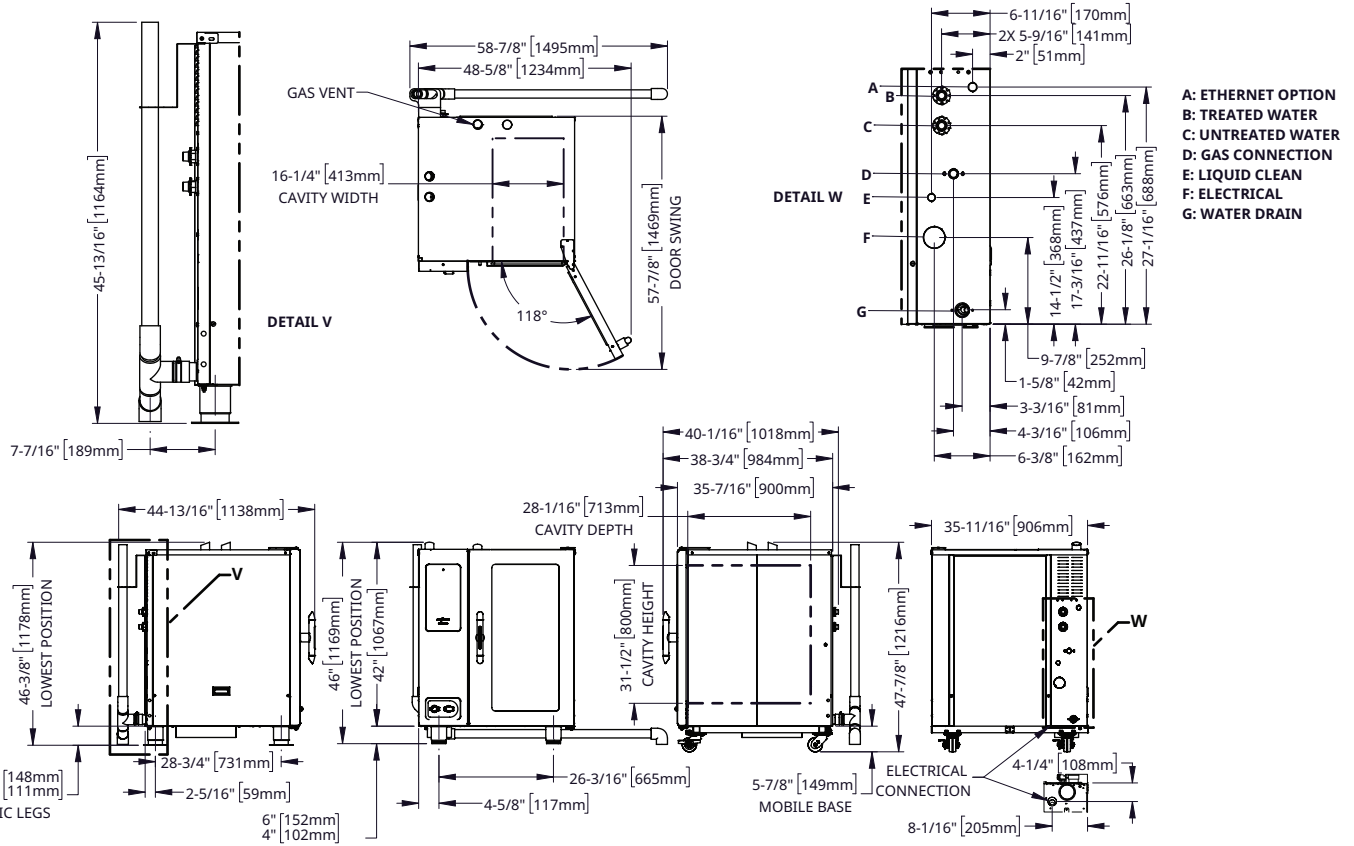 45-13/16" [1164mm]
7-7/16" [189mm]
DETAIL V
58-7/8" [1495mm]
48-5/8" [1234mm]
GAS VENT
16-1/4" [413mm]
CAVITY WIDTH
118°
57-7/8" [1469mm]
DOOR SWING
6-11/16" [170mm]
2X 5-9/16" [141mm]
2" [51mm]
A
B
C
D
E
F
G
DETAIL W
14-1/2" [368mm]
17-3/16" [437mm]
22-11/16" [576mm]
26-1/8" [663mm]
27-1/16" [688mm]
9-7/8" [252mm]
1-5/8" [42mm]
3-3/16" [81mm]
4-3/16" [106mm]
6-3/8" [162mm]
A: ETHERNET OPTION
B: TREATED WATER
C: UNTREATED WATER
D: GAS CONNECTION
E: LIQUID CLEAN
F: ELECTRICAL
G: WATER DRAIN
44-13/16" [1138mm]
V
46-3/8" [1178mm]
LOWEST POSITION
28-3/4" [731mm]
2-5/16" [59mm]
[148mm]
[111mm]
IC LEGS
46" [1169mm]
LOWEST POSITION
42" [1067mm]
26-3/16" [665mm]
4-5/8" [117mm]
6" [152mm]
4" [102mm]
40-1/16" [1018mm]
38-3/4" [984mm]
35-7/16" [900mm]
28-1/16" [713mm]
CAVITY DEPTH
31-1/2" [800mm]
CAVITY HEIGHT
47-7/8" [1216mm]
5-7/8" [149mm]
MOBILE BASE
35-11/16" [906mm]
W
ELECTRICAL
CONNECTION
4-1/4" [108mm]
8-1/16" [205mm]